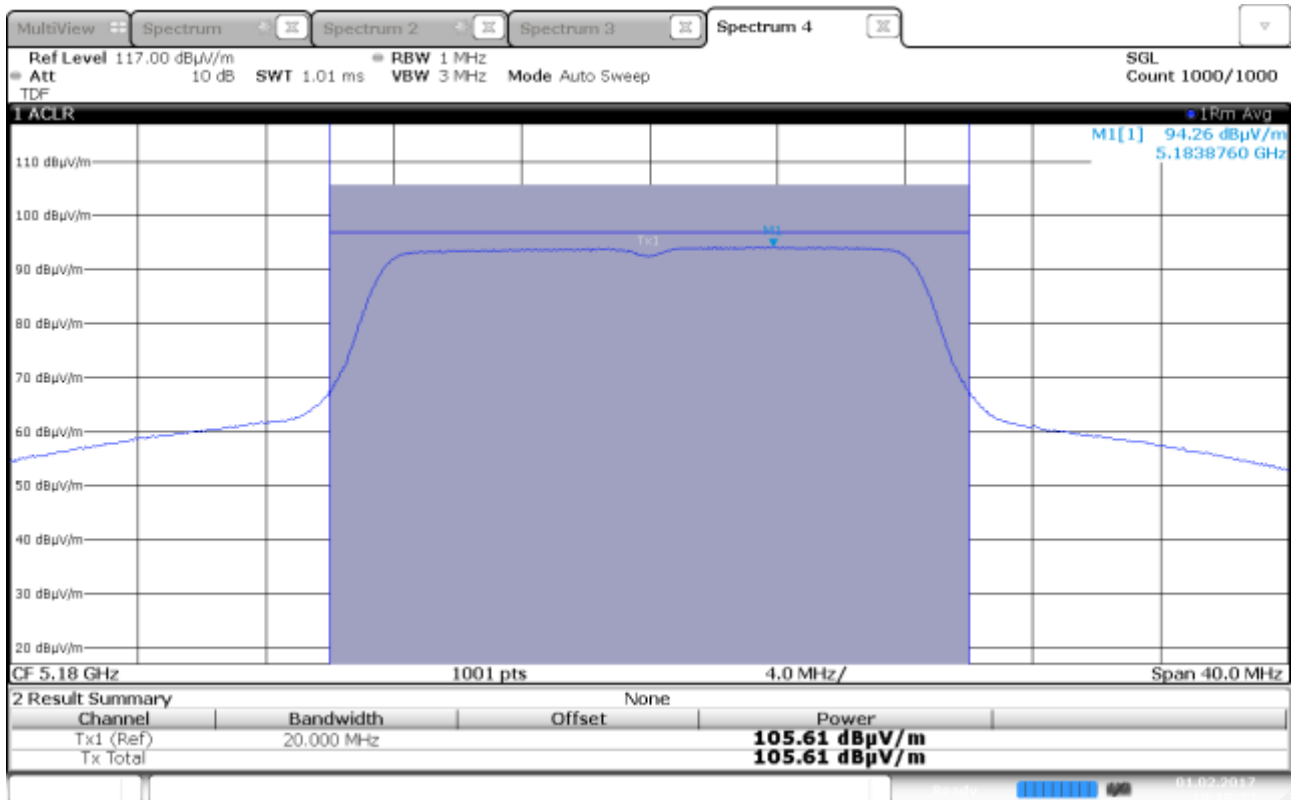 MultiView Spectrum Spectrum 2 Spectrum 3 Spectrum 4
Ref Level 117.00 dBµV/m RBW 1 MHz SGL
Att 10 dB SWT 1.01 ms VBW 3 MHz Mode Auto Sweep Count 1000/1000
TDF
1 ACLR 1Rm Avg
M1[1] 94.26 dBµV/m
5.1838760 GHz
110 dBµV/m
100 dBµV/m
Tx1 M1
90 dBµV/m
80 dBµV/m
70 dBµV/m
60 dBµV/m
50 dBµV/m
40 dBµV/m
30 dBµV/m
20 dBµV/m
CF 5.18 GHz 1001 pts 4.0 MHz/ Span 40.0 MHz
2 Result Summary None
Channel Bandwidth Offset Power
Tx1 (Ref) 20.000 MHz 105.61 dBµV/m
Tx Total 105.61 dBµV/m
Ready 01.02.2017